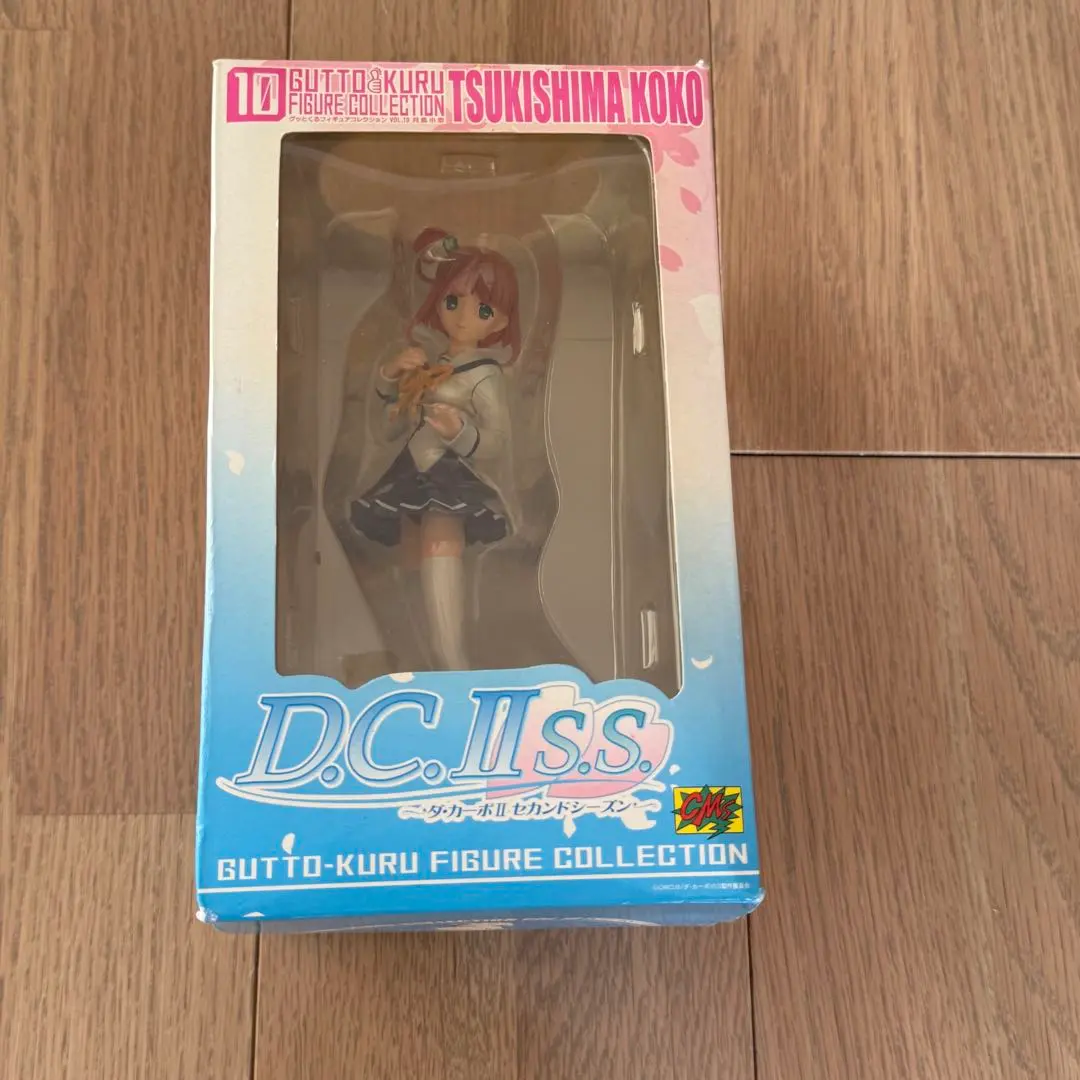 10
GUTTO KURU
FIGURE COLLECTION
TSUKISHIMA KOKO
グッとくるフィギュアコレクション VOL.10 月島小恋
D.C.II S.S.
〜ダ・カーポII セカンドシーズン〜
CMs
GUTTO-KURU FIGURE COLLECTION